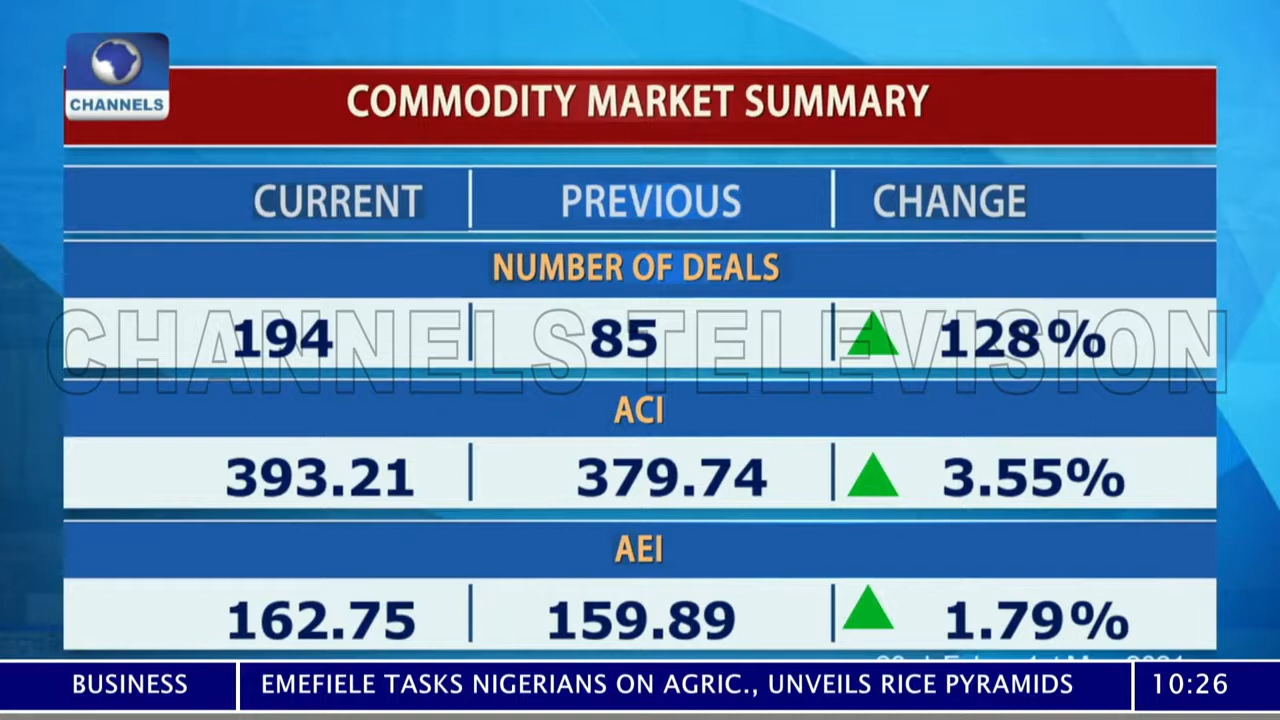 CHANNELS
COMMODITY MARKET SUMMARY
CURRENT PREVIOUS CHANGE
NUMBER OF DEALS
194 85 128%
CHANNELS TELEVISION
ACI
393.21 379.74 3.55%
AEI
162.75 159.89 1.79%
BUSINESS EMEFIELE TASKS NIGERIANS ON AGRIC., UNVEILS RICE PYRAMIDS 10:26